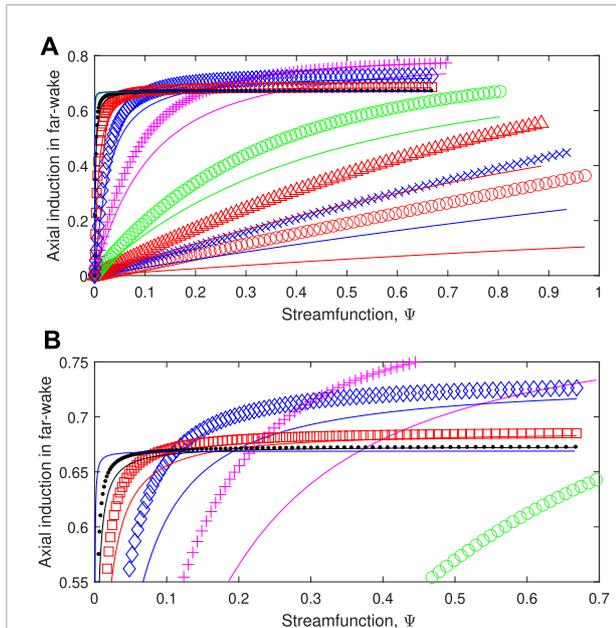 A
0.8
0.6
0.4
0.2
0
Axial induction in far-wake
0 0.1 0.2 0.3 0.4 0.5 0.6 0.7 0.8 0.9 1
Streamfunction, Ψ
B
0.75
0.7
0.65
0.6
0.55
Axial induction in far-wake
0 0.1 0.2 0.3 0.4 0.5 0.6 0.7
Streamfunction, Ψ